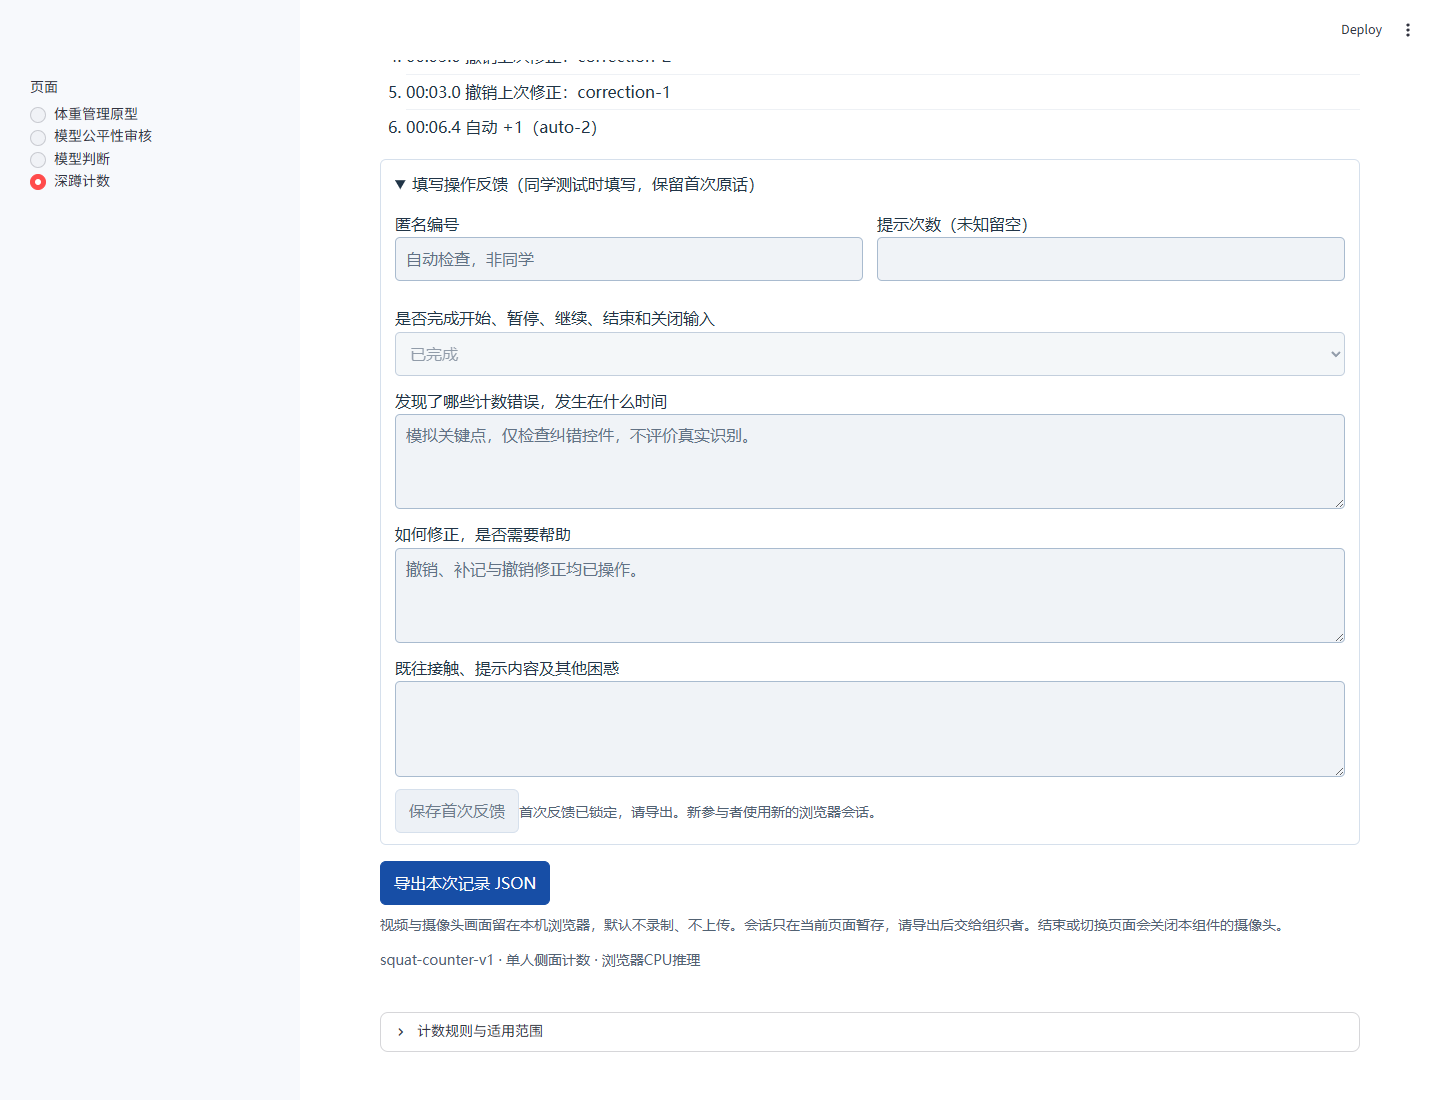 Deploy
页面
体重管理原型
模型公平性审核
模型判断
深蹲计数
4. 00:03.0 撤销上次修正：correction-2
5. 00:03.0 撤销上次修正：correction-1
6. 00:06.4 自动 +1（auto-2）
填写操作反馈（同学测试时填写，保留首次原话）
匿名编号
提示次数（未知留空）
自动检查，非同学
是否完成开始、暂停、继续、结束和关闭输入
已完成
发现了哪些计数错误，发生在什么时间
模拟关键点，仅检查纠错控件，不评价真实识别。
如何修正，是否需要帮助
撤销、补记与撤销修正均已操作。
既往接触、提示内容及其他困惑
保存首次反馈 首次反馈已锁定，请导出。新参与者使用新的浏览器会话。
导出本次记录 JSON
视频与摄像头画面留在本机浏览器，默认不录制、不上传。会话只在当前页面暂存，请导出后交给组织者。结束或切换页面会关闭本组件的摄像头。
squat-counter-v1 · 单人侧面计数 · 浏览器CPU推理
计数规则与适用范围